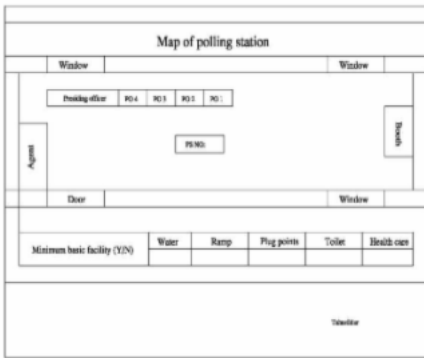 Map of polling station
Window Window
Presiding officer PO 4 PO 3 PO 2 PO 1
Booth
Agent
PS NO:
Door Window
Minimum basic facility (Y/N) Water Ramp Plug points Toilet Health care